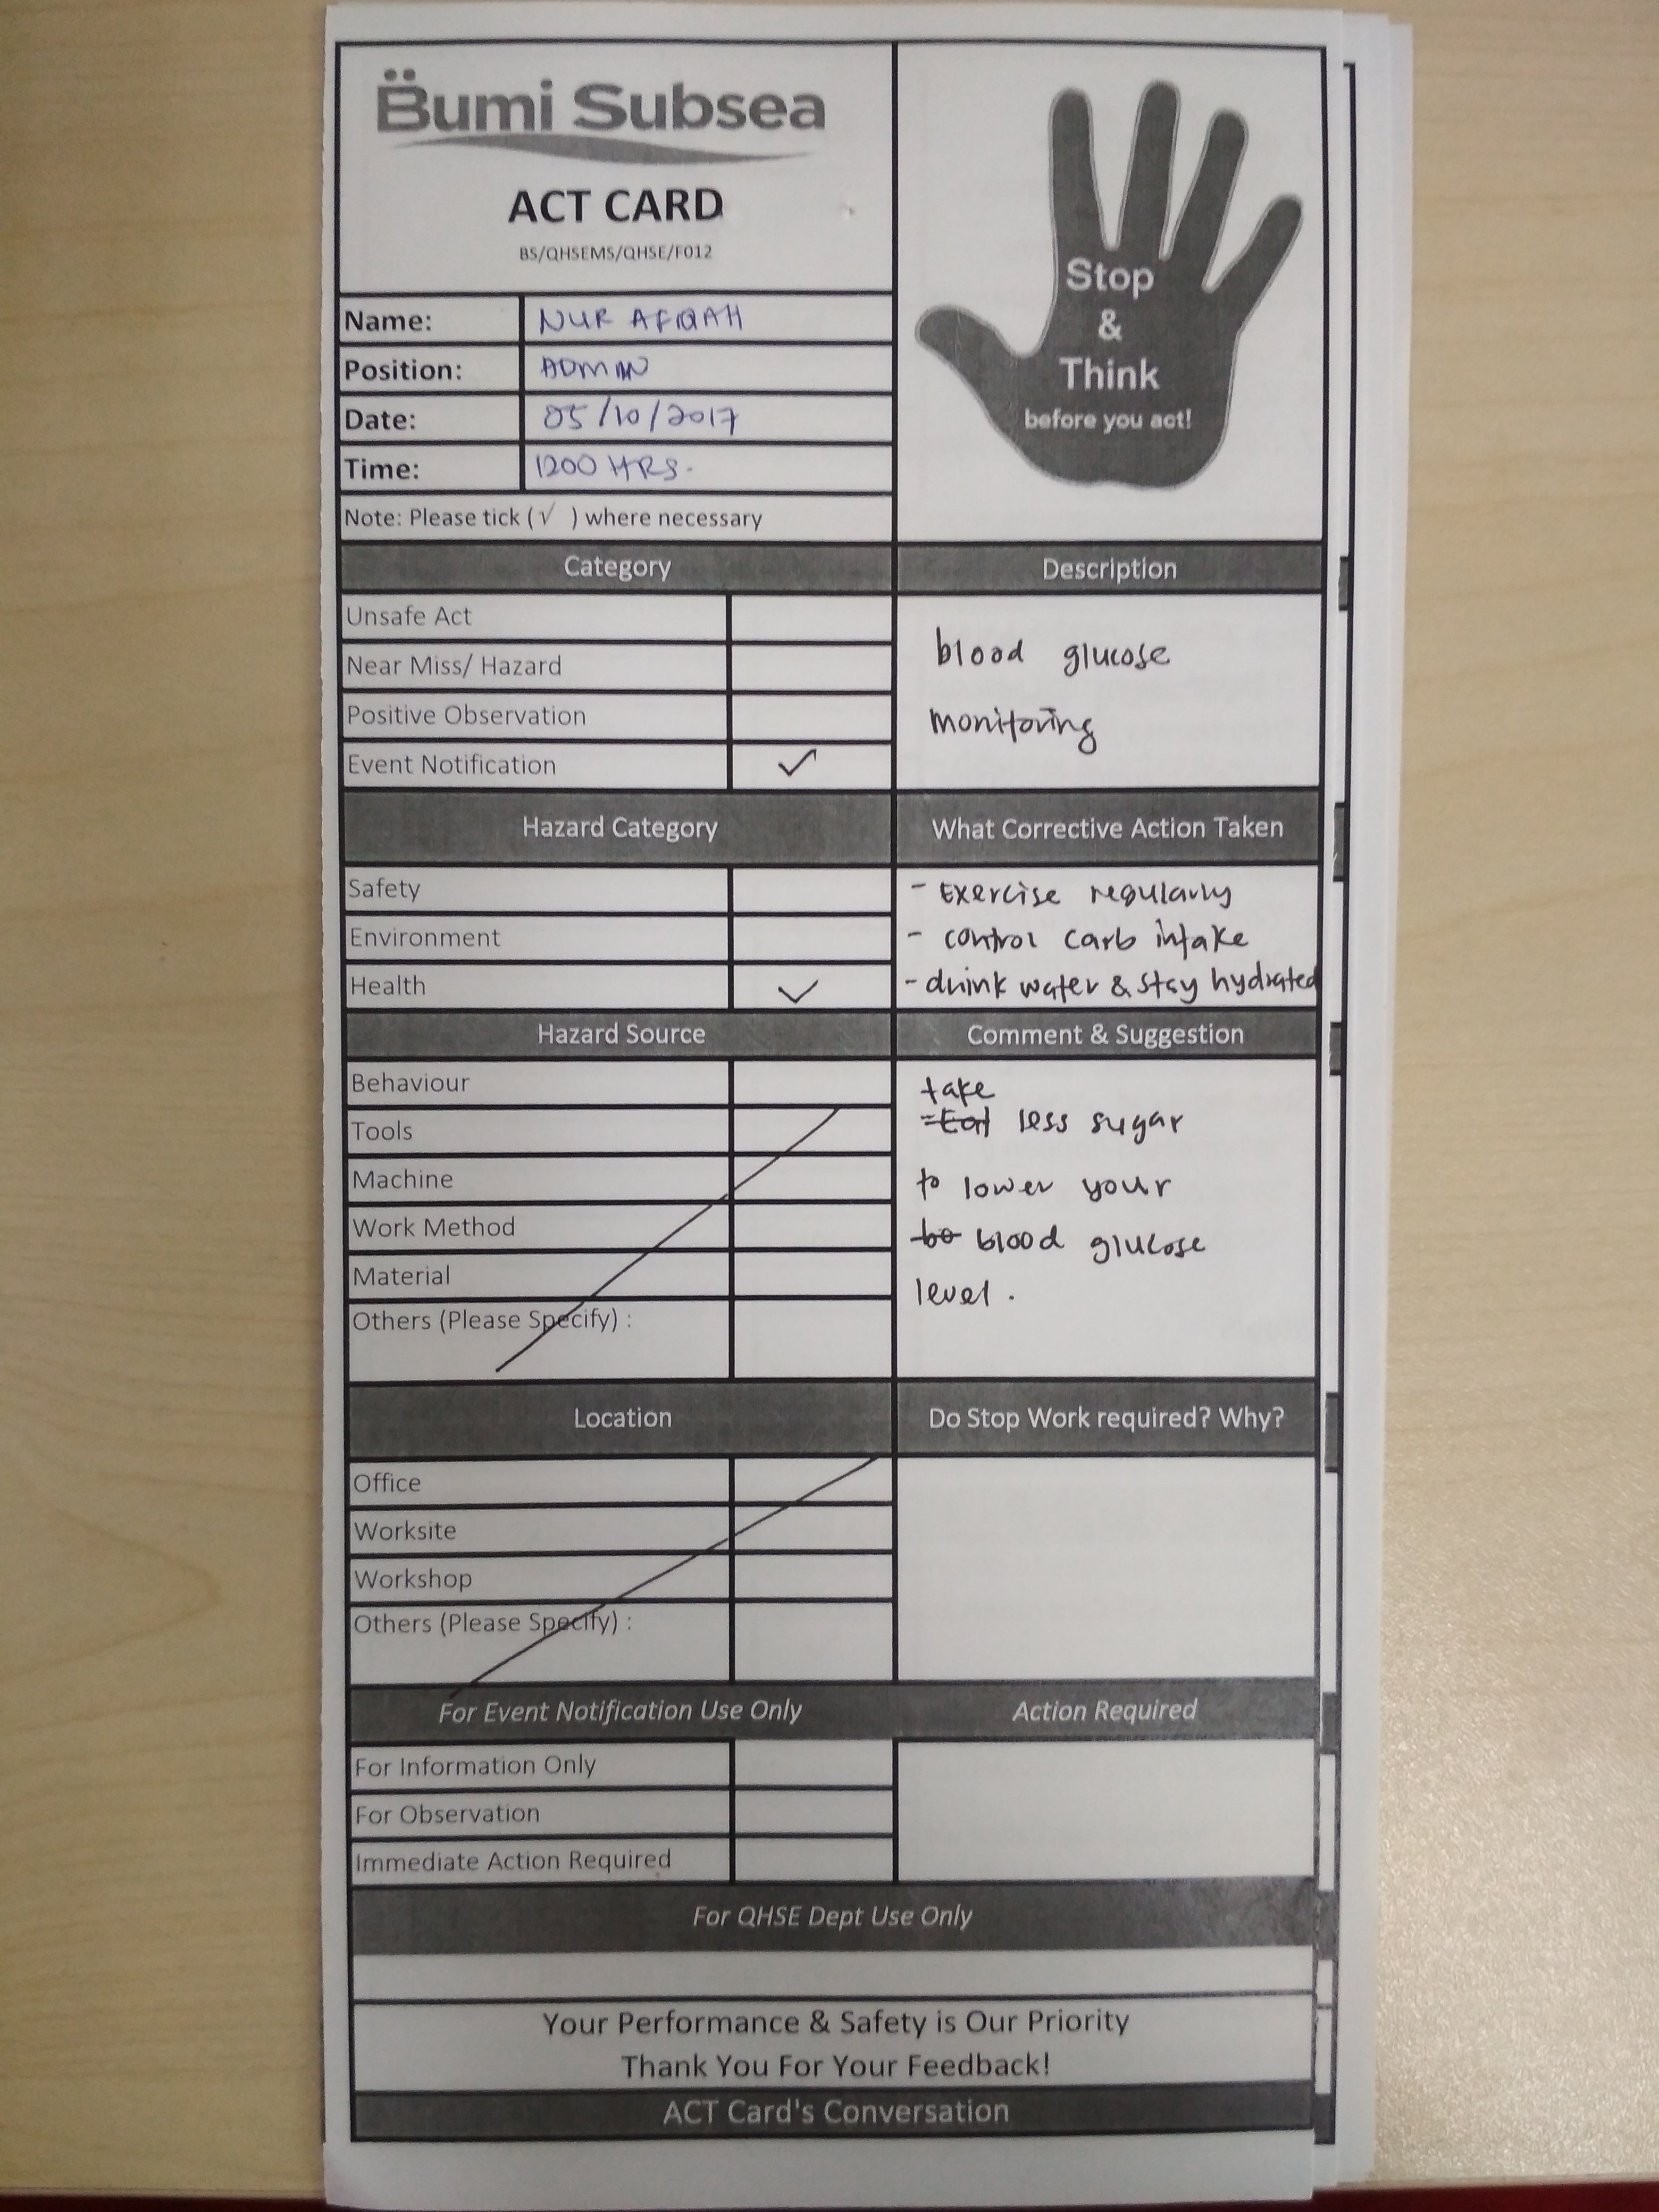 Bumi Subsea
ACT CARD
BS/QHSEMS/QHSE/F012
Stop
&
Think
before you act!
Name: NUR AFIQAH
Position: ADMIN
Date: 05/10/2017
Time: 1200 HRS.
Note: Please tick (√ ) where necessary
Category
Unsafe Act
Near Miss/ Hazard
Positive Observation
Event Notification ✓
Description
blood glucose
monitoring
Hazard Category
Safety
Environment
Health ✓
What Corrective Action Taken
- Exercise regularly
- control carb intake
- drink water & stay hydrated
Hazard Source
Behaviour
Tools
Machine
Work Method
Material
Others (Please Specify) :
Comment & Suggestion
take
Eat less sugar
to lower your
bo blood glucose
level.
Location
Office
Worksite
Workshop
Others (Please Specify) :
Do Stop Work required? Why?
For Event Notification Use Only
For Information Only
For Observation
Immediate Action Required
Action Required
For QHSE Dept Use Only
Your Performance & Safety is Our Priority
Thank You For Your Feedback!
ACT Card's Conversation